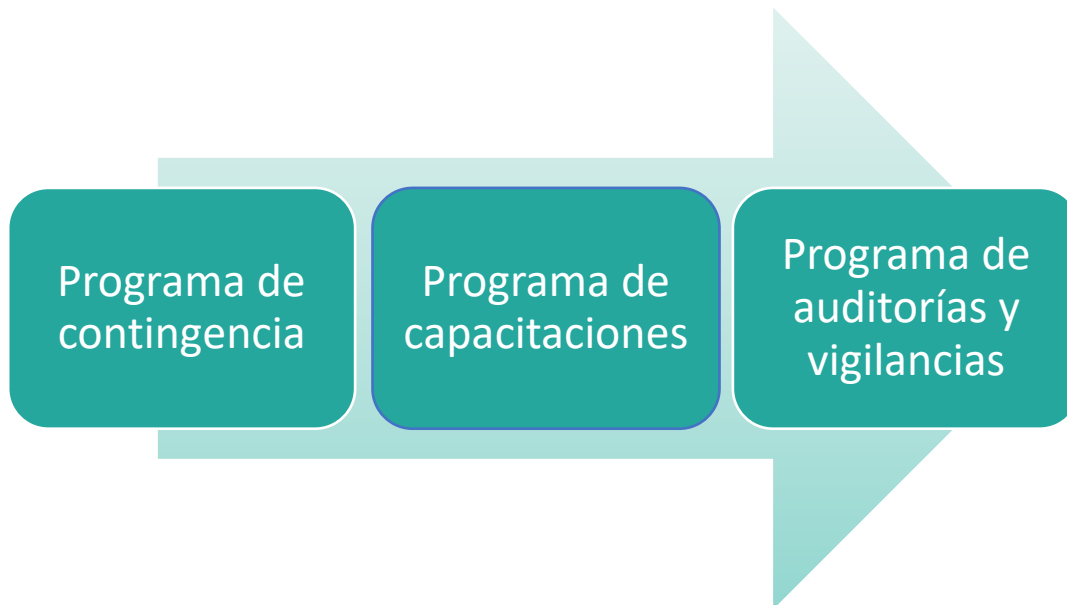 Programa de
contingencia
Programa de
capacitaciones
Programa de
auditorías y
vigilancias